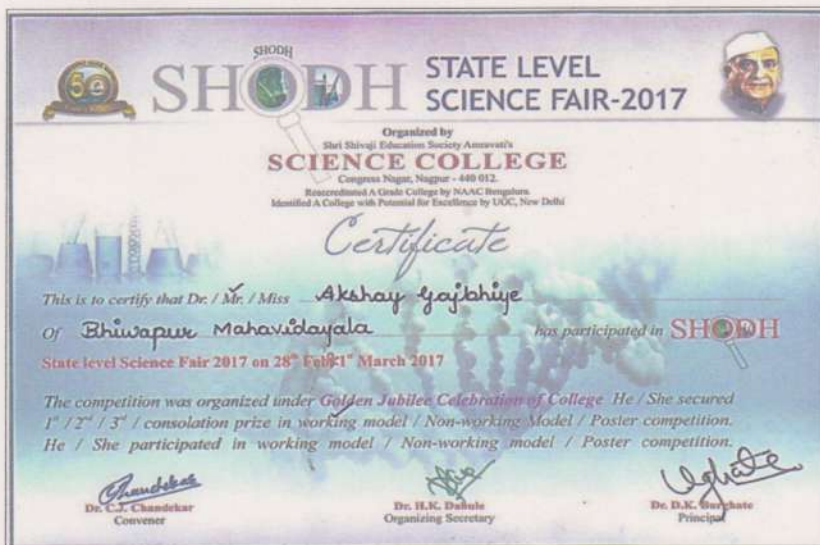 SHODH
50
SHODH STATE LEVEL
SCIENCE FAIR-2017
Organized by
Shri Shivaji Education Society Amravati's
SCIENCE COLLEGE
Congress Nagar, Nagpur - 440 012.
Reaccredited A Grade College by NAAC Bengaluru
Identified A College with Potential for Excellence by UGC, New Delhi
Certificate
This is to certify that Dr. / Mr. / Miss Akshay Gajbhiye
Of Bhiwapur Mahavidayala has participated in SHODH
State level Science Fair 2017 on 28th Feb & 1st March 2017
The competition was organized under Golden Jubilee Celebration of College He / She secured
1st / 2nd / 3rd / consolation prize in working model / Non-working Model / Poster competition.
He / She participated in working model / Non-working model / Poster competition.
Dr. C.J. Chandekar Dr. H.K. Dabule Dr. D.K. Burghate
Convener Organizing Secretary Principal